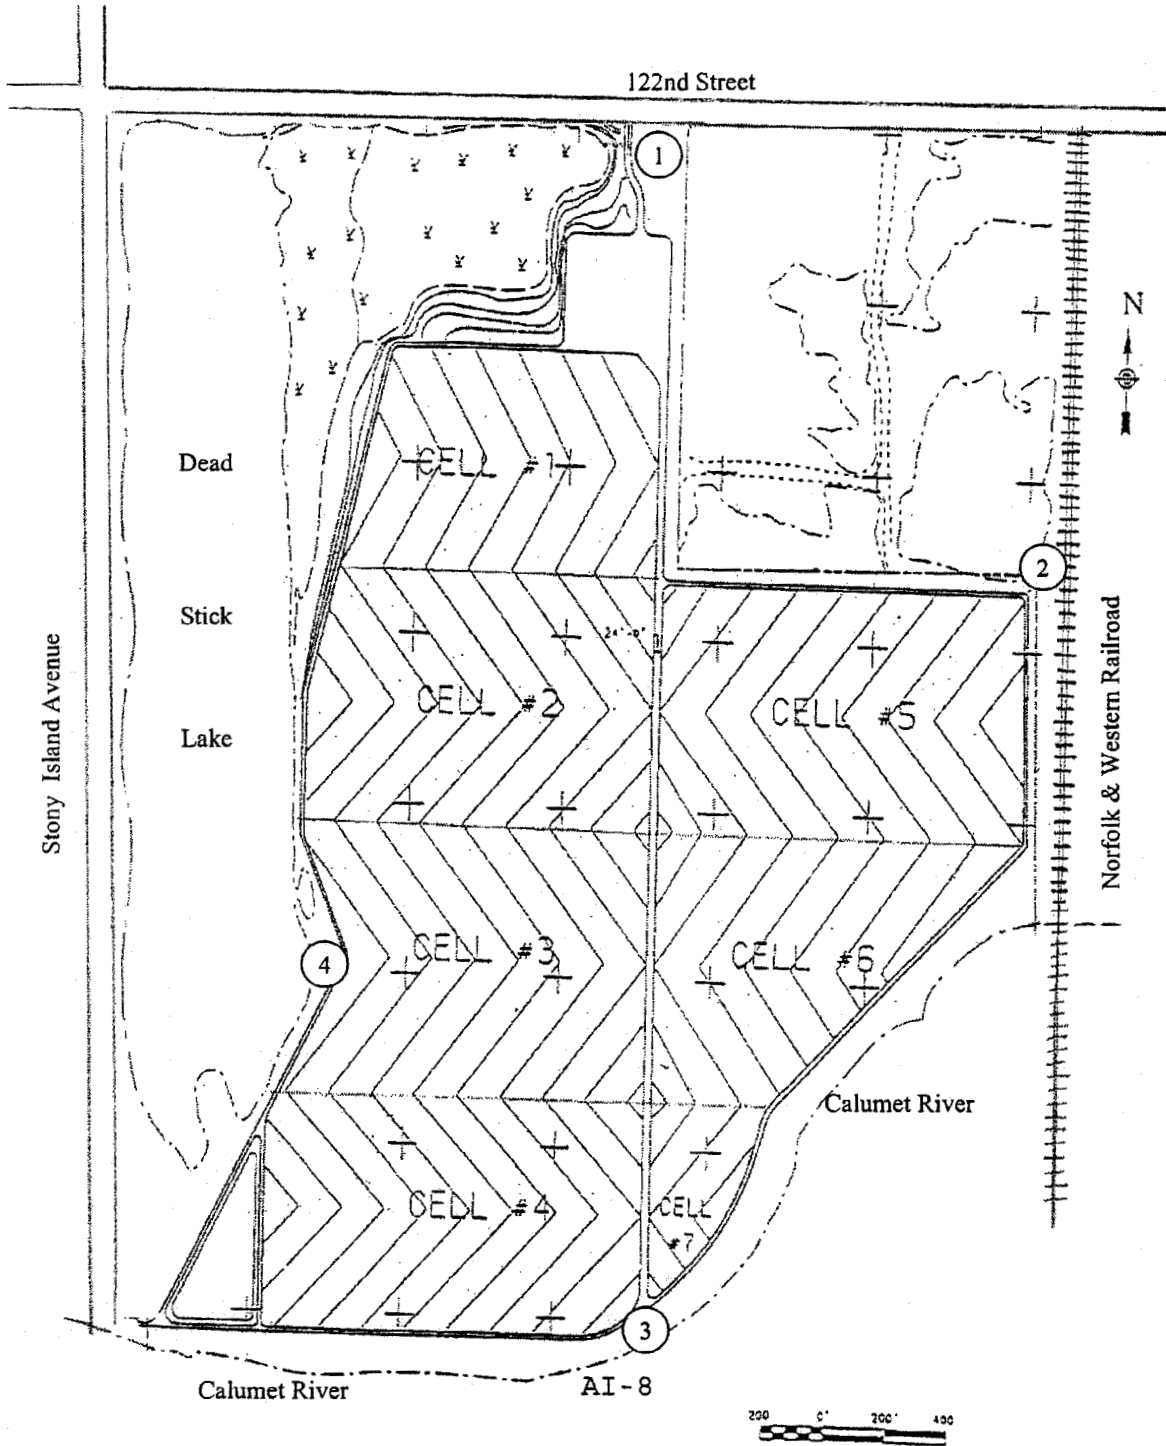 122nd Street
1
N
Dead
CELL #1
2
Stick
24'-0"
Stony Island Avenue
Norfolk & Western Railroad
CELL #2
CELL #5
Lake
CELL #3
CELL #6
4
Calumet River
CELL #4
CELL
#7
3
Calumet River
AI-8
200 0' 200' 400